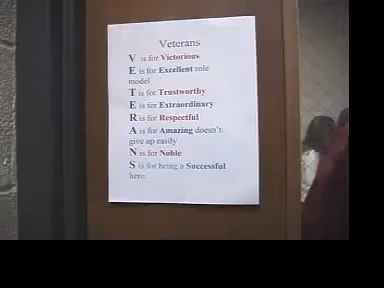 Veterans
V is for Victorious
E is for Excellent role
model
T is for Trustworthy
E is for Extraordinary
R is for Respectful
A is for Amazing doesn't
give up easily
N is for Noble
S is for being a Soccessful
hero